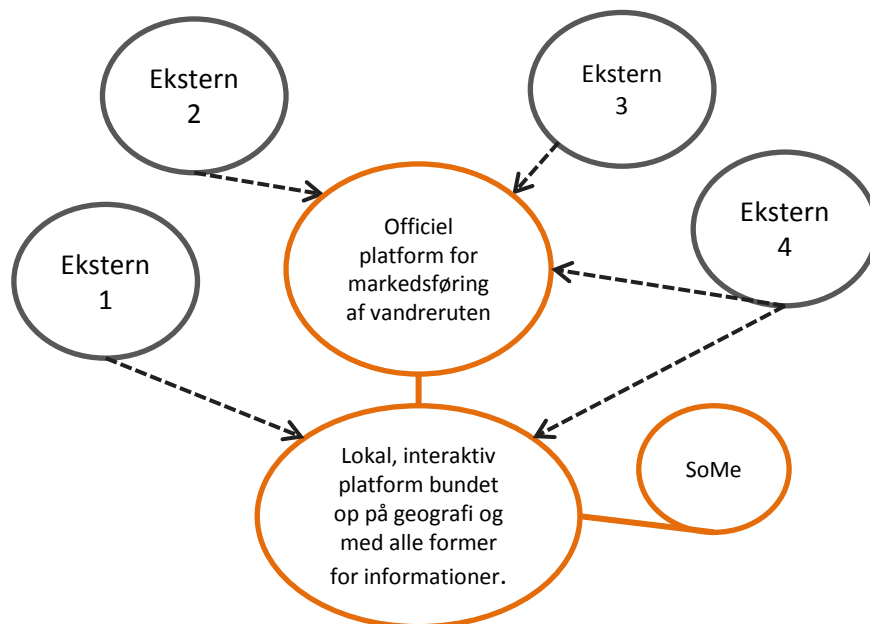 Ekstern
2
Ekstern
3
Ekstern
4
Ekstern
1
Officiel
platform for
markedsføring
af vandreruten
Lokal, interaktiv
platform bundet
op på geografi og
med alle former
for informationer.
SoMe